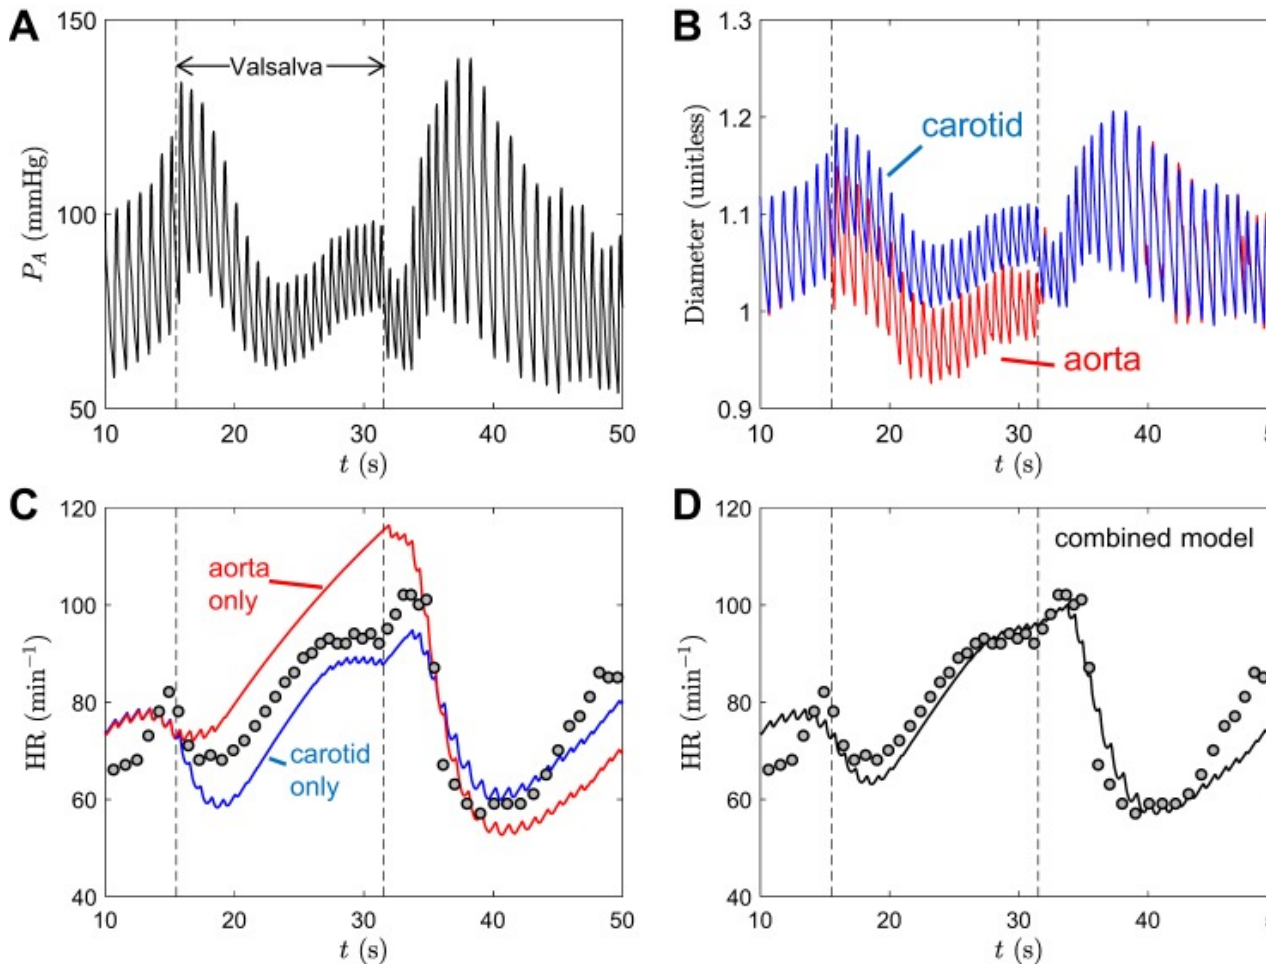 A
150
100
50
P_A (mmHg)
Valsalva
10 20 30 40 50
t (s)
B
1.3
1.2
1.1
1
0.9
Diameter (unitless)
carotid
aorta
10 20 30 40 5
t (s)
C
120
100
80
60
40
HR (min⁻¹)
aorta
only
carotid
only
10 20 30 40 50
t (s)
D
120
100
80
60
40
HR (min⁻¹)
combined model
10 20 30 40 5
t (s)